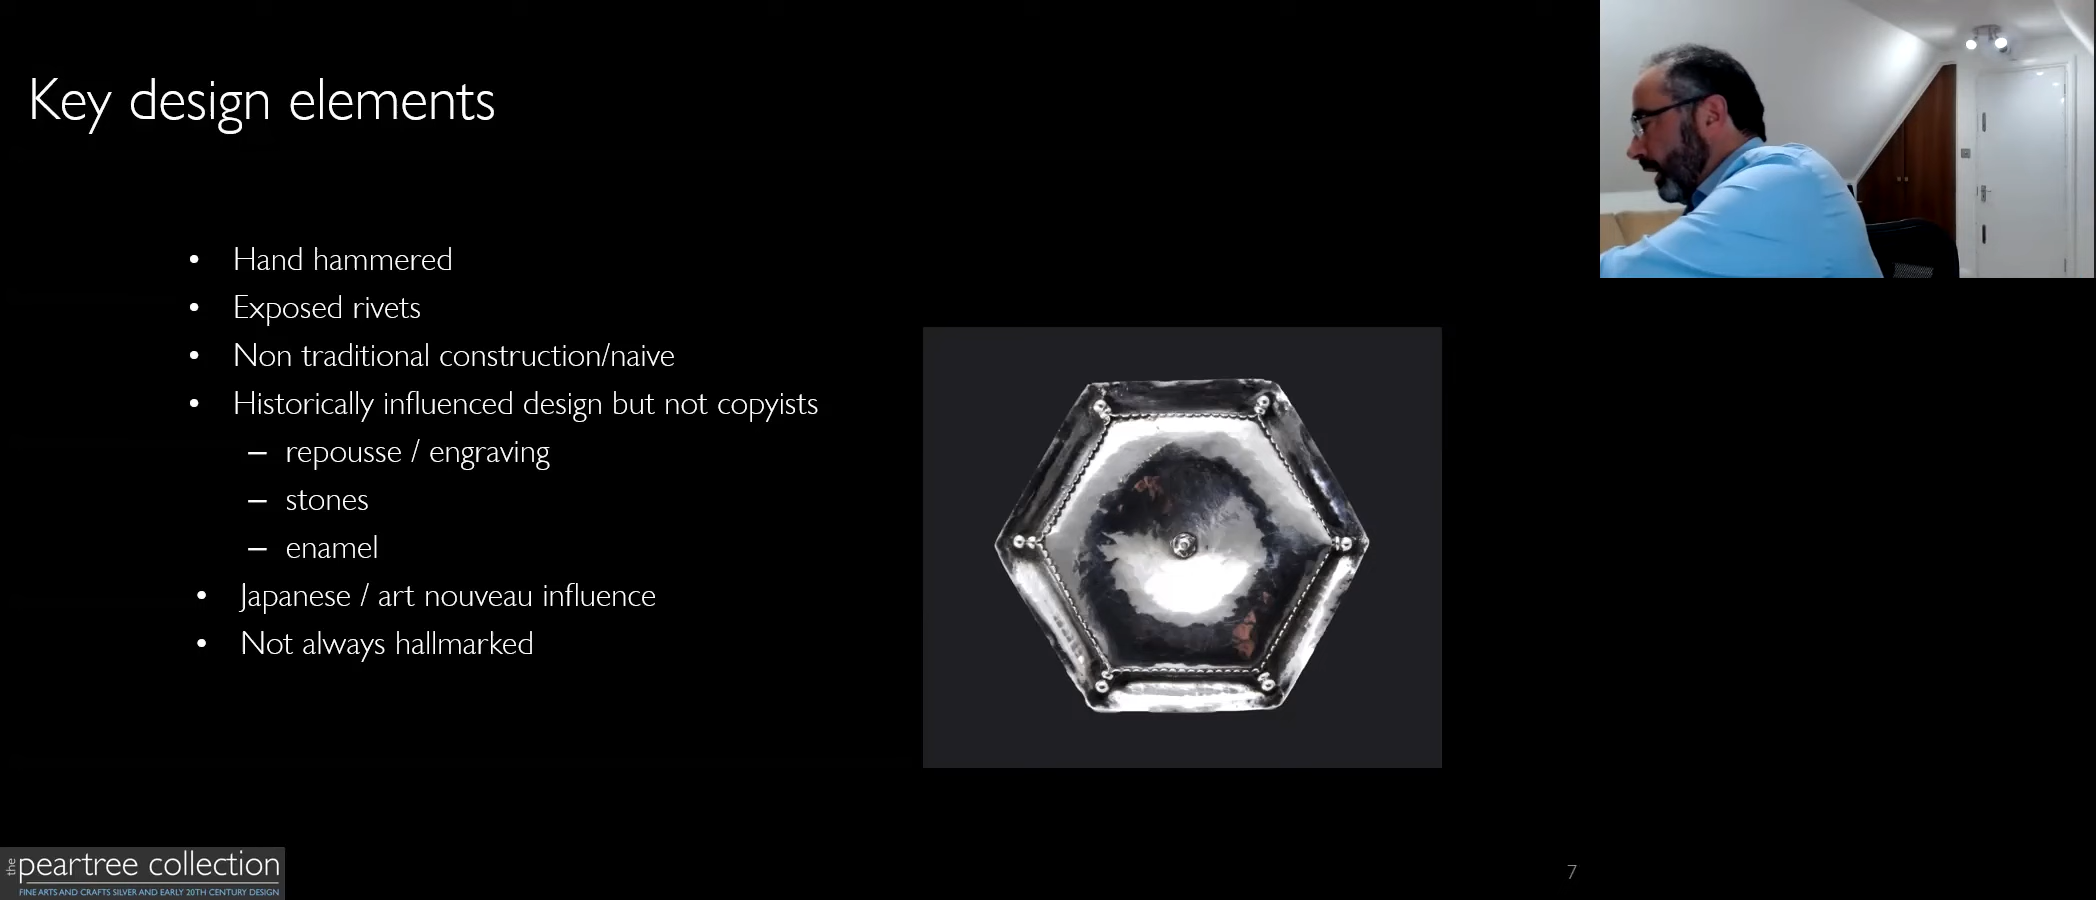 Key design elements
• Hand hammered
• Exposed rivets
• Non traditional construction/naive
• Historically influenced design but not copyists
– repousse / engraving
– stones
– enamel
• Japanese / art nouveau influence
• Not always hallmarked
the peartree collection
FINE ARTS AND CRAFTS SILVER AND EARLY 20TH CENTURY DESIGN
7